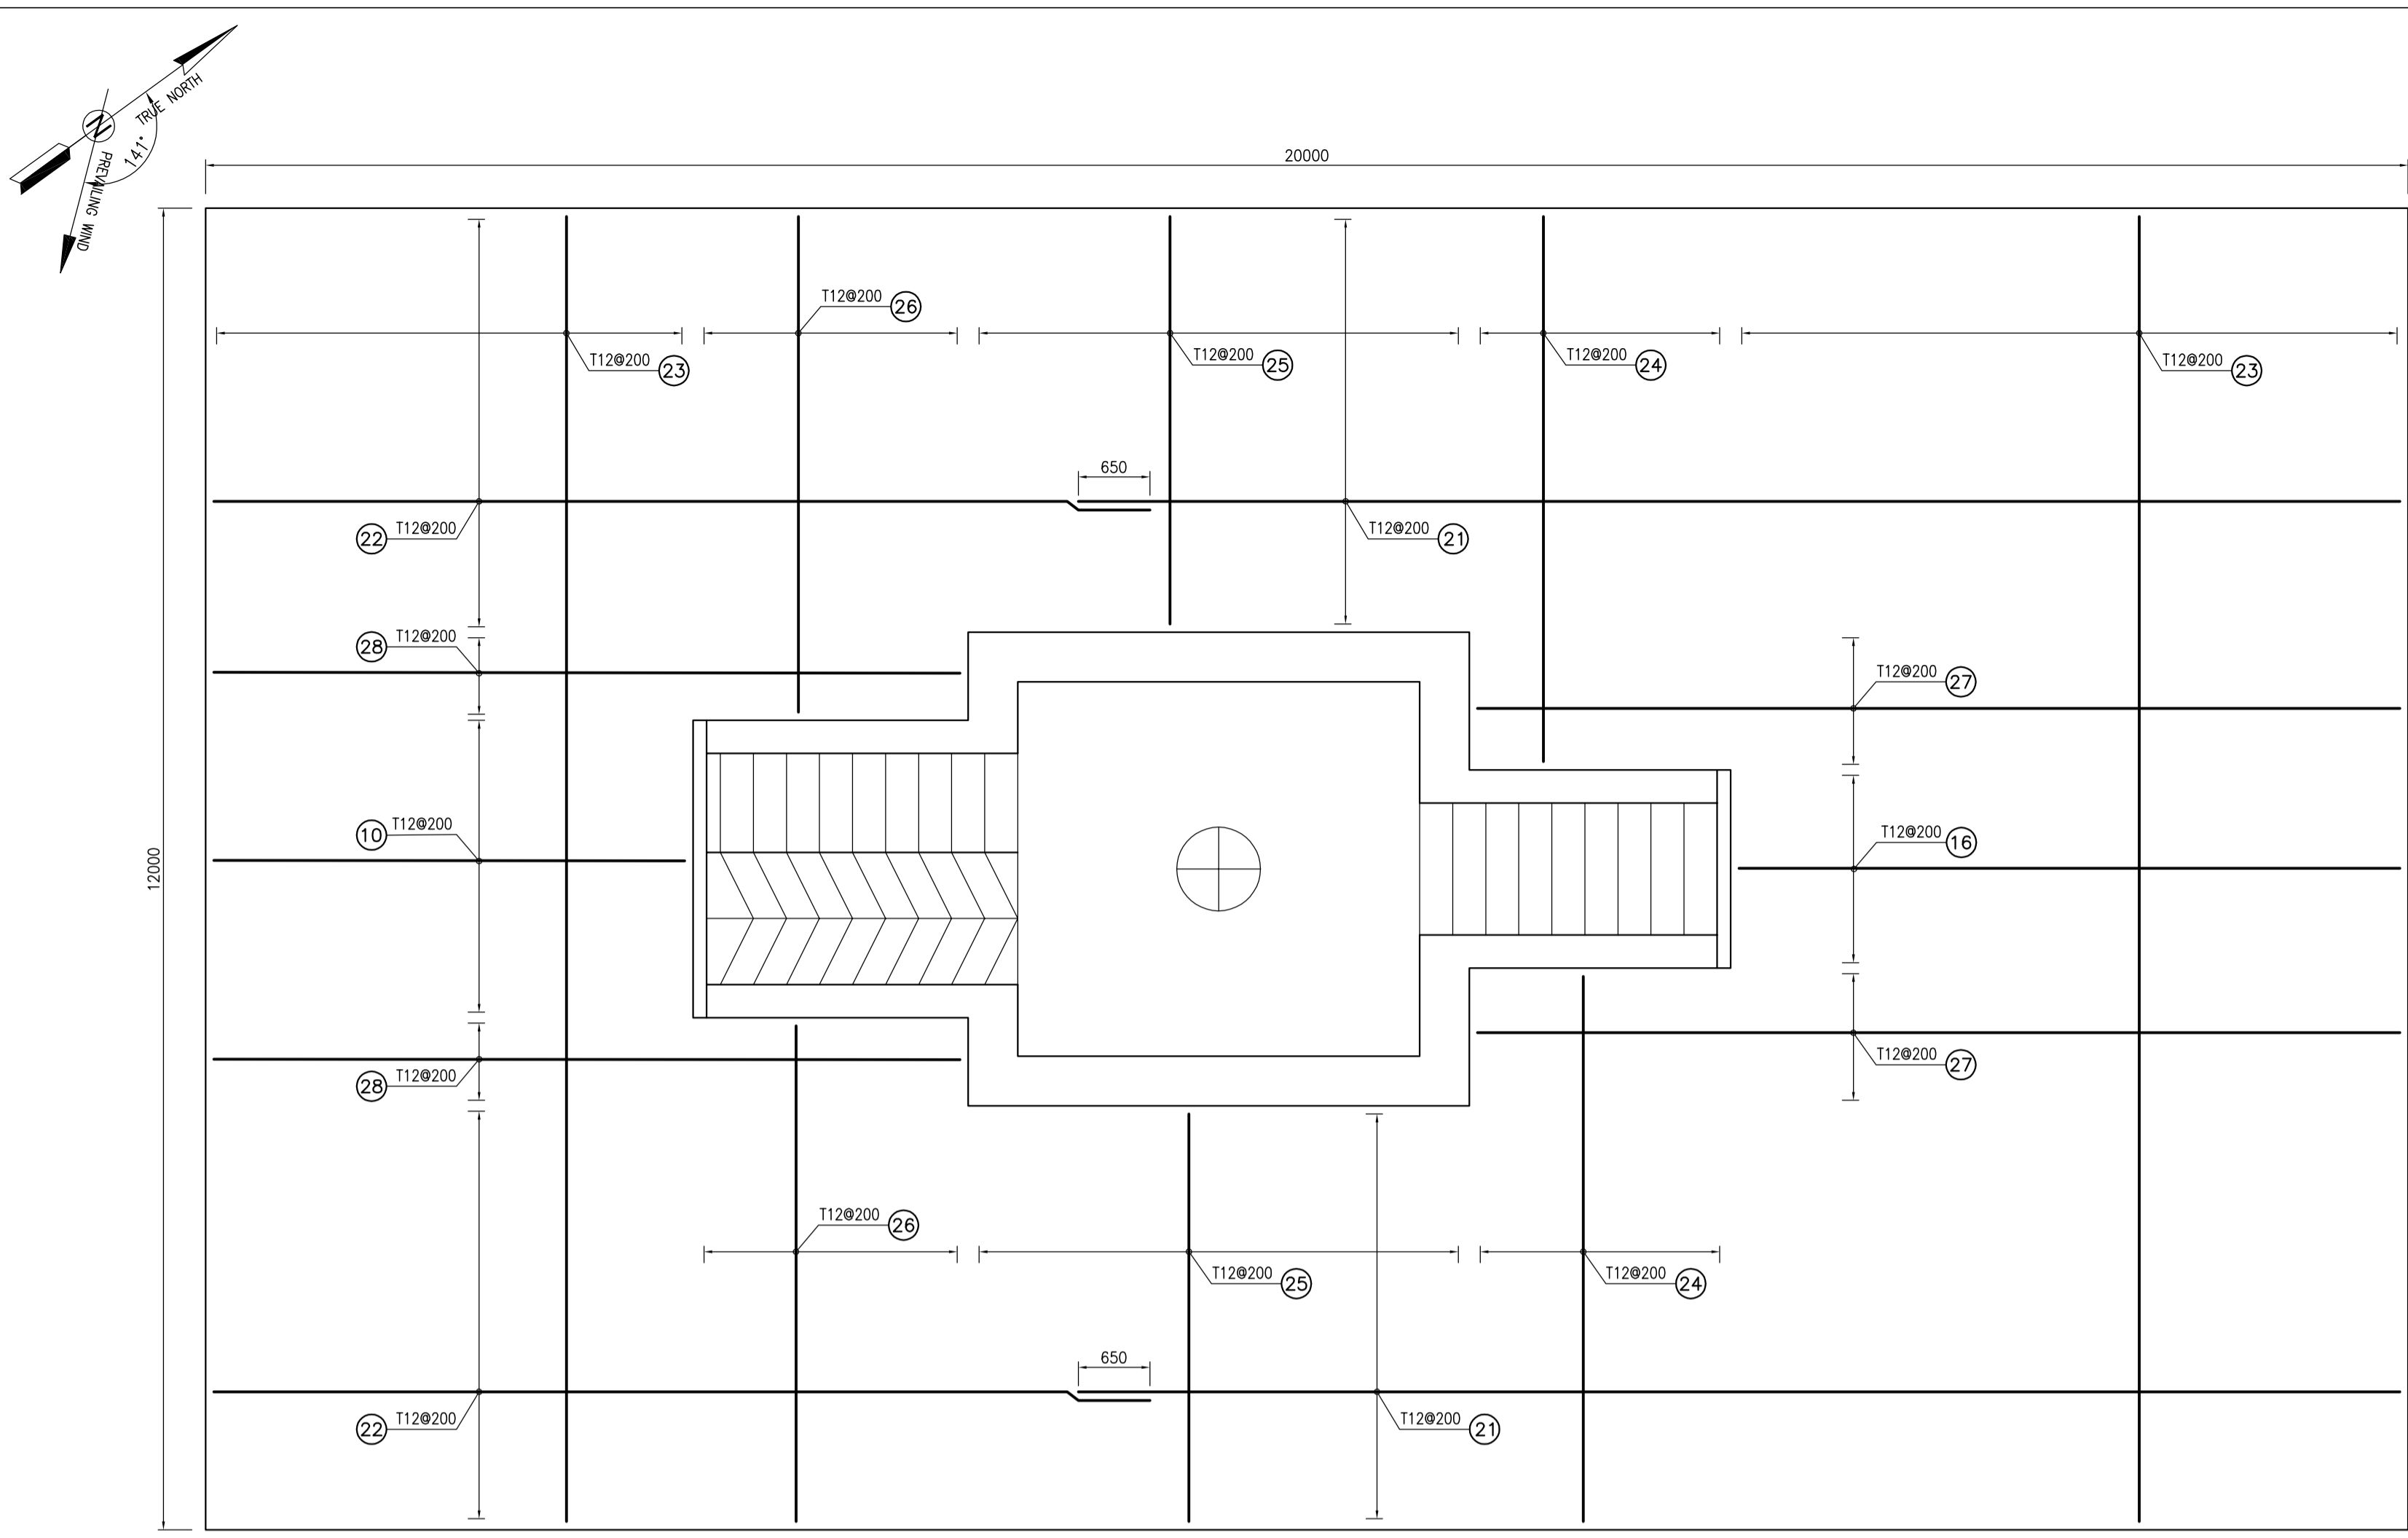 TRUE NORTH
N
141°
PREVAILING WIND
20000
T12@200 26
T12@200 23
T12@200 25
T12@200 24
T12@200 23
650
22 T12@200
T12@200 21
28 T12@200
T12@200 27
10 T12@200
T12@200 16
12000
28 T12@200
T12@200 27
T12@200 26
T12@200 25
T12@200 24
650
22 T12@200
T12@200 21